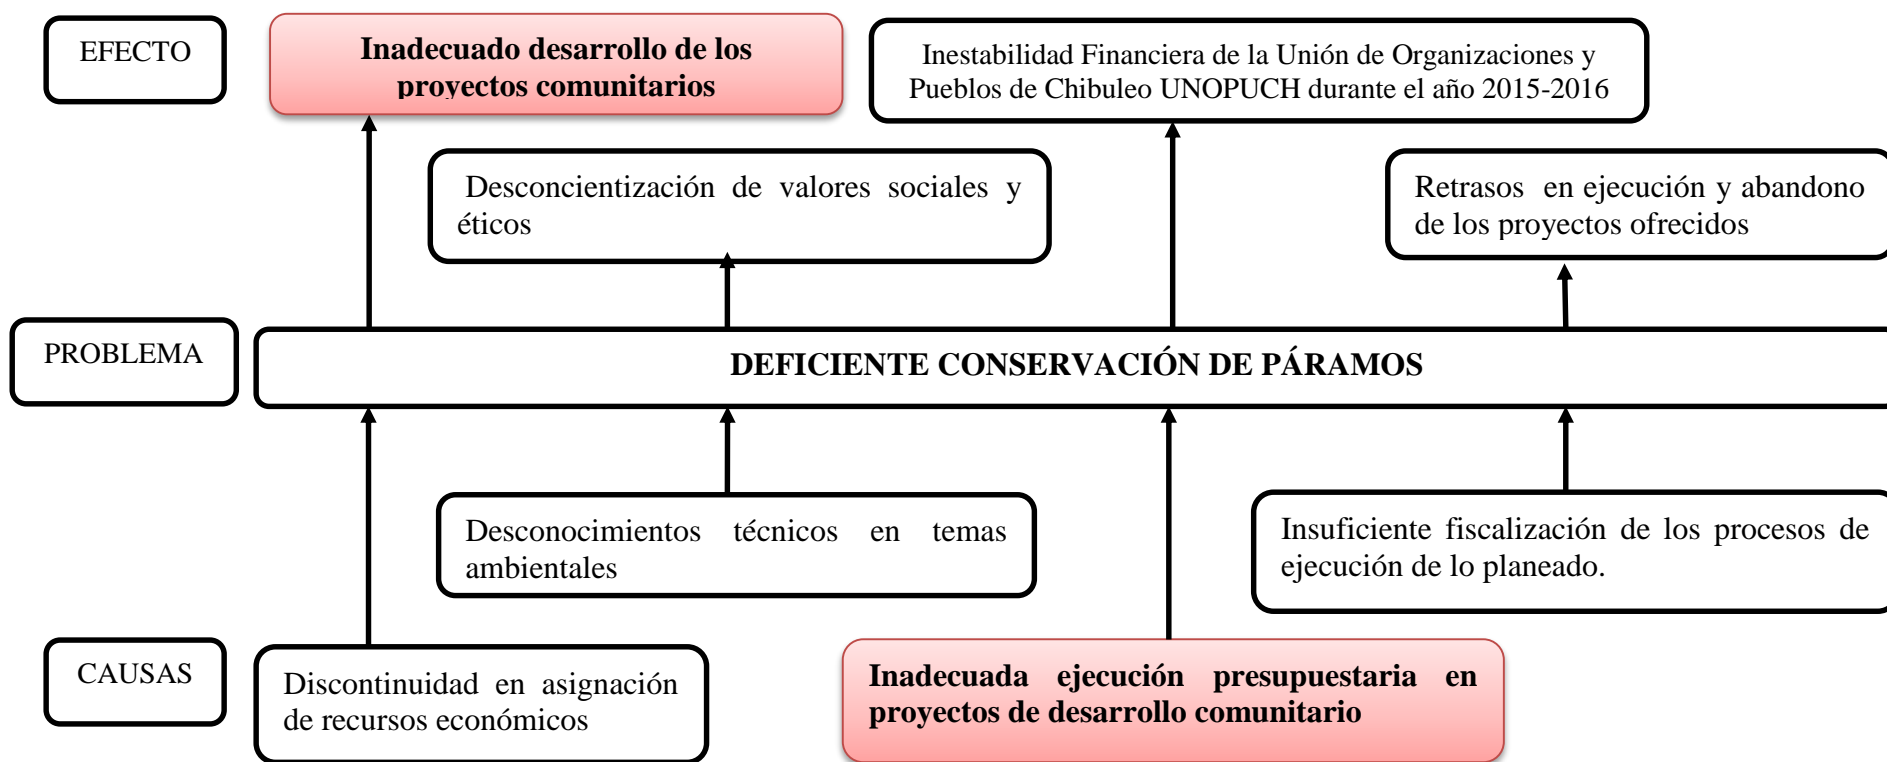 EFECTO
Inadecuado desarrollo de los
proyectos comunitarios
Inestabilidad Financiera de la Unión de Organizaciones y
Pueblos de Chibuleo UNOPUCH durante el año 2015-2016
Desconcientización de valores sociales y
éticos
Retrasos en ejecución y abandono
de los proyectos ofrecidos
PROBLEMA
DEFICIENTE CONSERVACIÓN DE PÁRAMOS
Desconocimientos técnicos en temas
ambientales
Insuficiente fiscalización de los procesos de
ejecución de lo planeado.
CAUSAS
Discontinuidad en asignación
de recursos económicos
Inadecuada ejecución presupuestaria en
proyectos de desarrollo comunitario